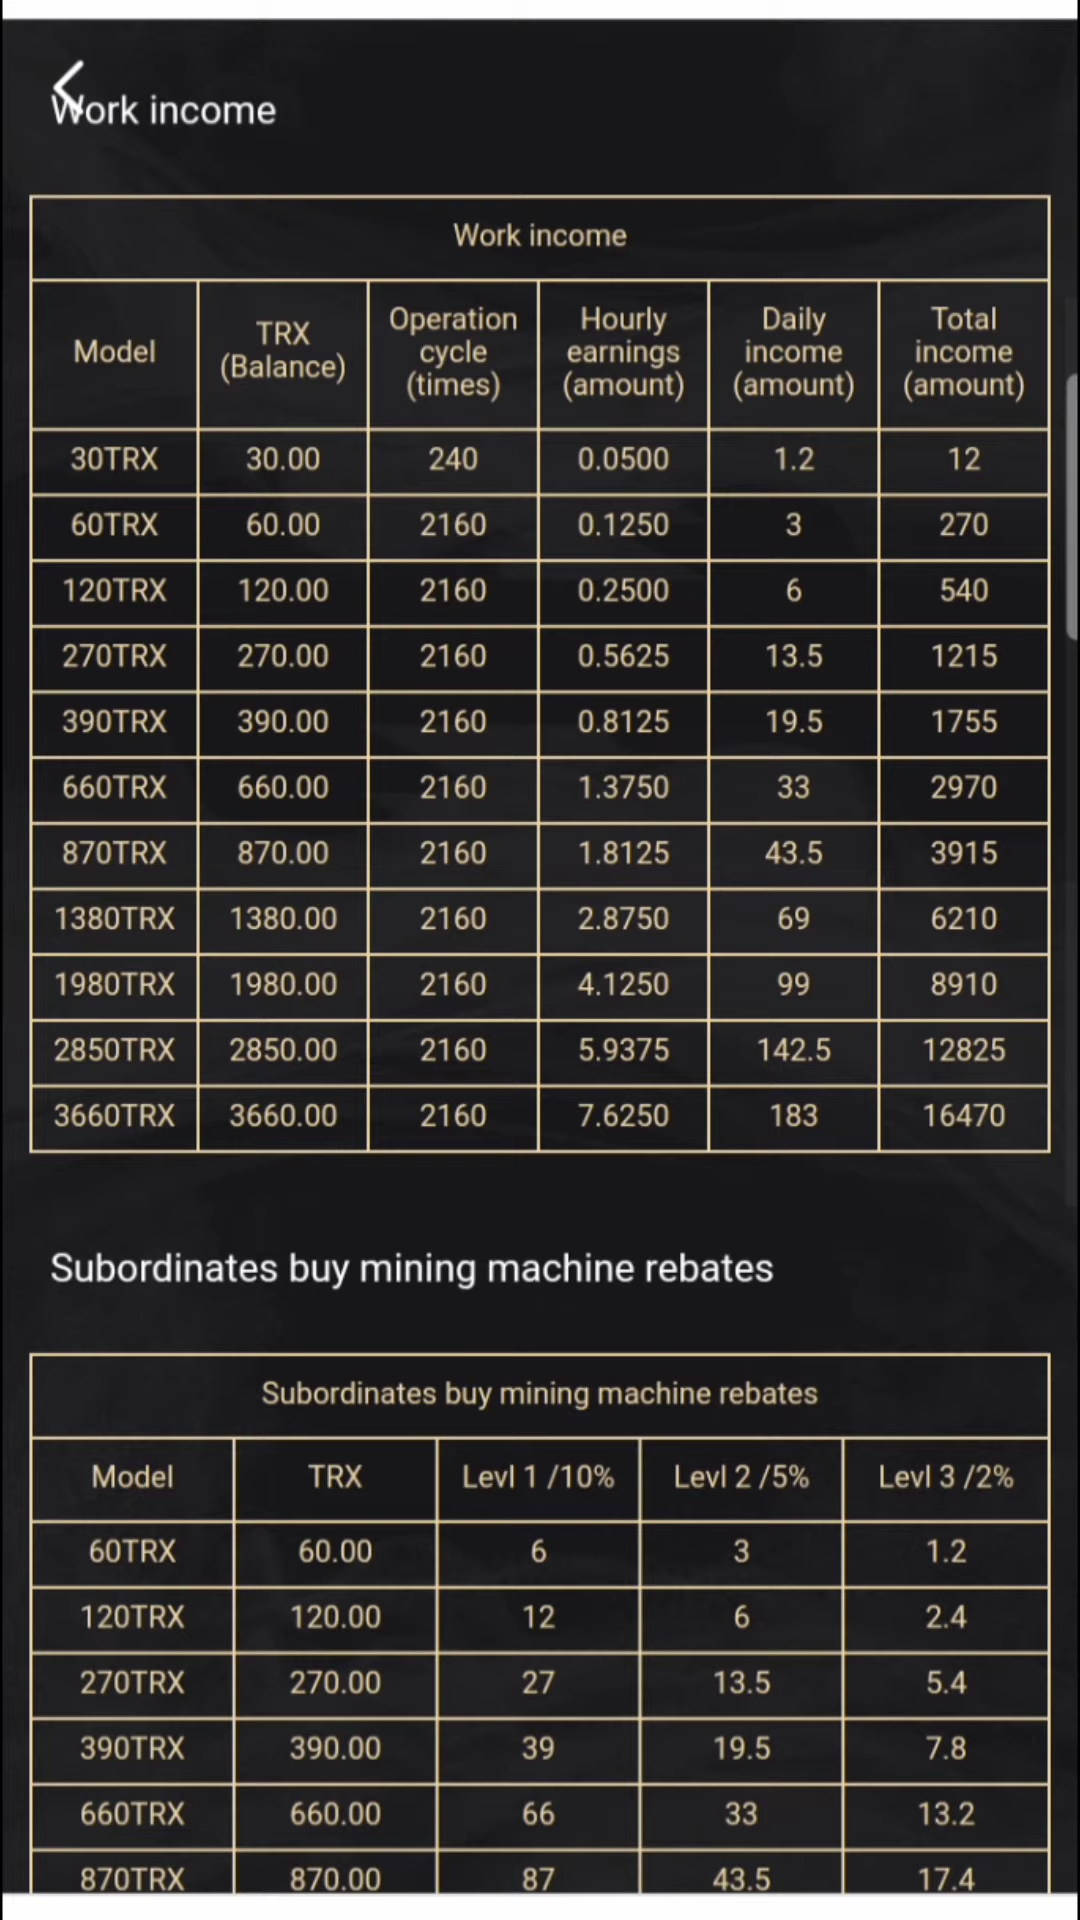 Work income
Work income
Model TRX (Balance) Operation cycle (times) Hourly earnings (amount) Daily income (amount) Total income (amount)
30TRX 30.00 240 0.0500 1.2 12
60TRX 60.00 2160 0.1250 3 270
120TRX 120.00 2160 0.2500 6 540
270TRX 270.00 2160 0.5625 13.5 1215
390TRX 390.00 2160 0.8125 19.5 1755
660TRX 660.00 2160 1.3750 33 2970
870TRX 870.00 2160 1.8125 43.5 3915
1380TRX 1380.00 2160 2.8750 69 6210
1980TRX 1980.00 2160 4.1250 99 8910
2850TRX 2850.00 2160 5.9375 142.5 12825
3660TRX 3660.00 2160 7.6250 183 16470
Subordinates buy mining machine rebates
Subordinates buy mining machine rebates
Model TRX Levl 1 /10% Levl 2 /5% Levl 3 /2%
60TRX 60.00 6 3 1.2
120TRX 120.00 12 6 2.4
270TRX 270.00 27 13.5 5.4
390TRX 390.00 39 19.5 7.8
660TRX 660.00 66 33 13.2
870TRX 870.00 87 43.5 17.4